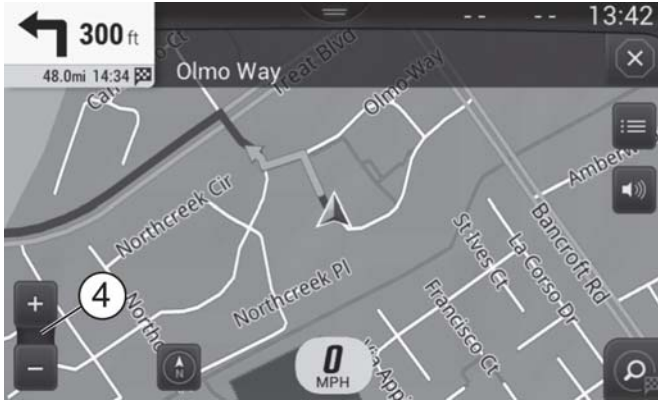 300 ft
48.0mi 14:34
Olmo Way
-- --
13:42
Treat Blvd
Olmo Way
Northcreek Cir
Northcreek Pl
St Ives Ct
La Corso Dr
Bancroft Rd
Francisco Ct
+
4
−
N
0
MPH